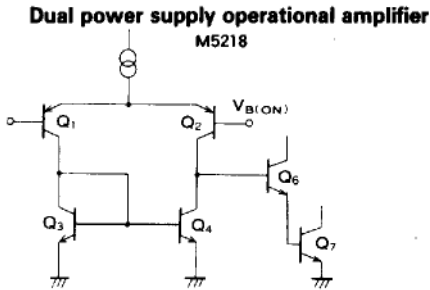 Dual power supply operational amplifier
M5218
Q1
Q2
VB(ON)
Q6
Q3
Q4
Q7